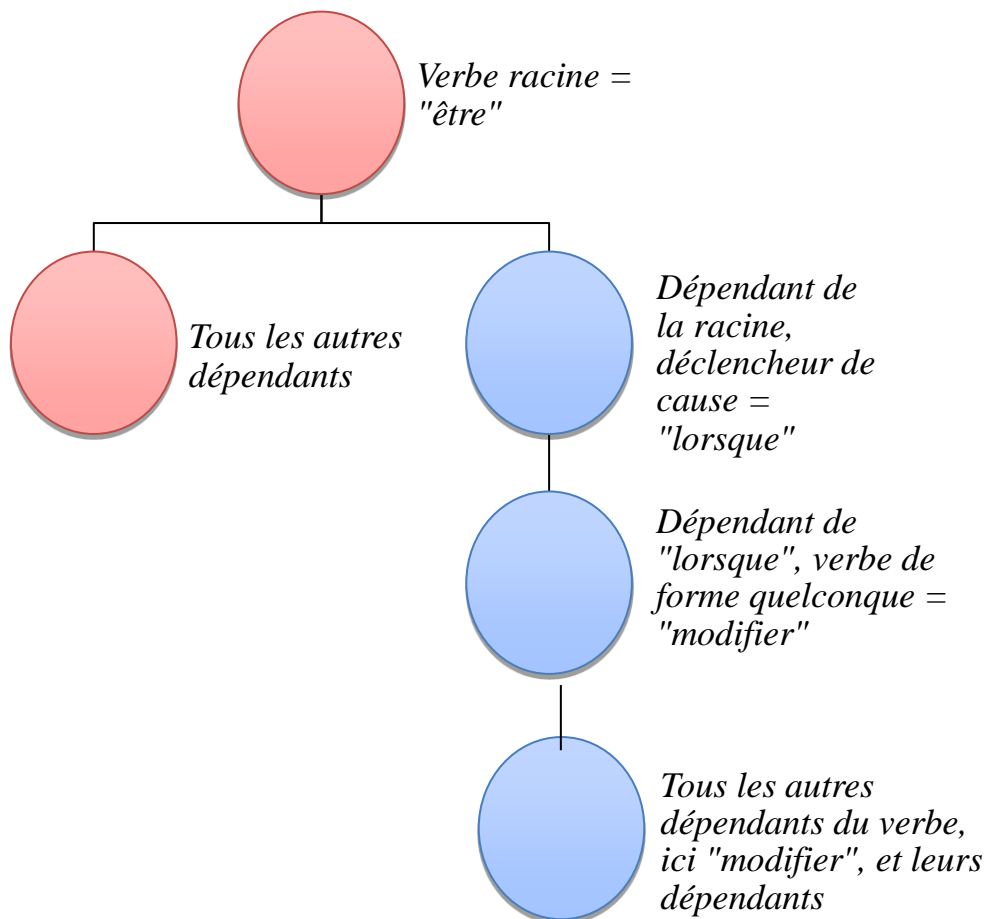 Verbe racine =
"être"
Tous les autres
dépendants
Dépendant de
la racine,
déclencheur de
cause =
"lorsque"
Dépendant de
"lorsque", verbe de
forme quelconque =
"modifier"
Tous les autres
dépendants du verbe,
ici "modifier", et leurs
dépendants